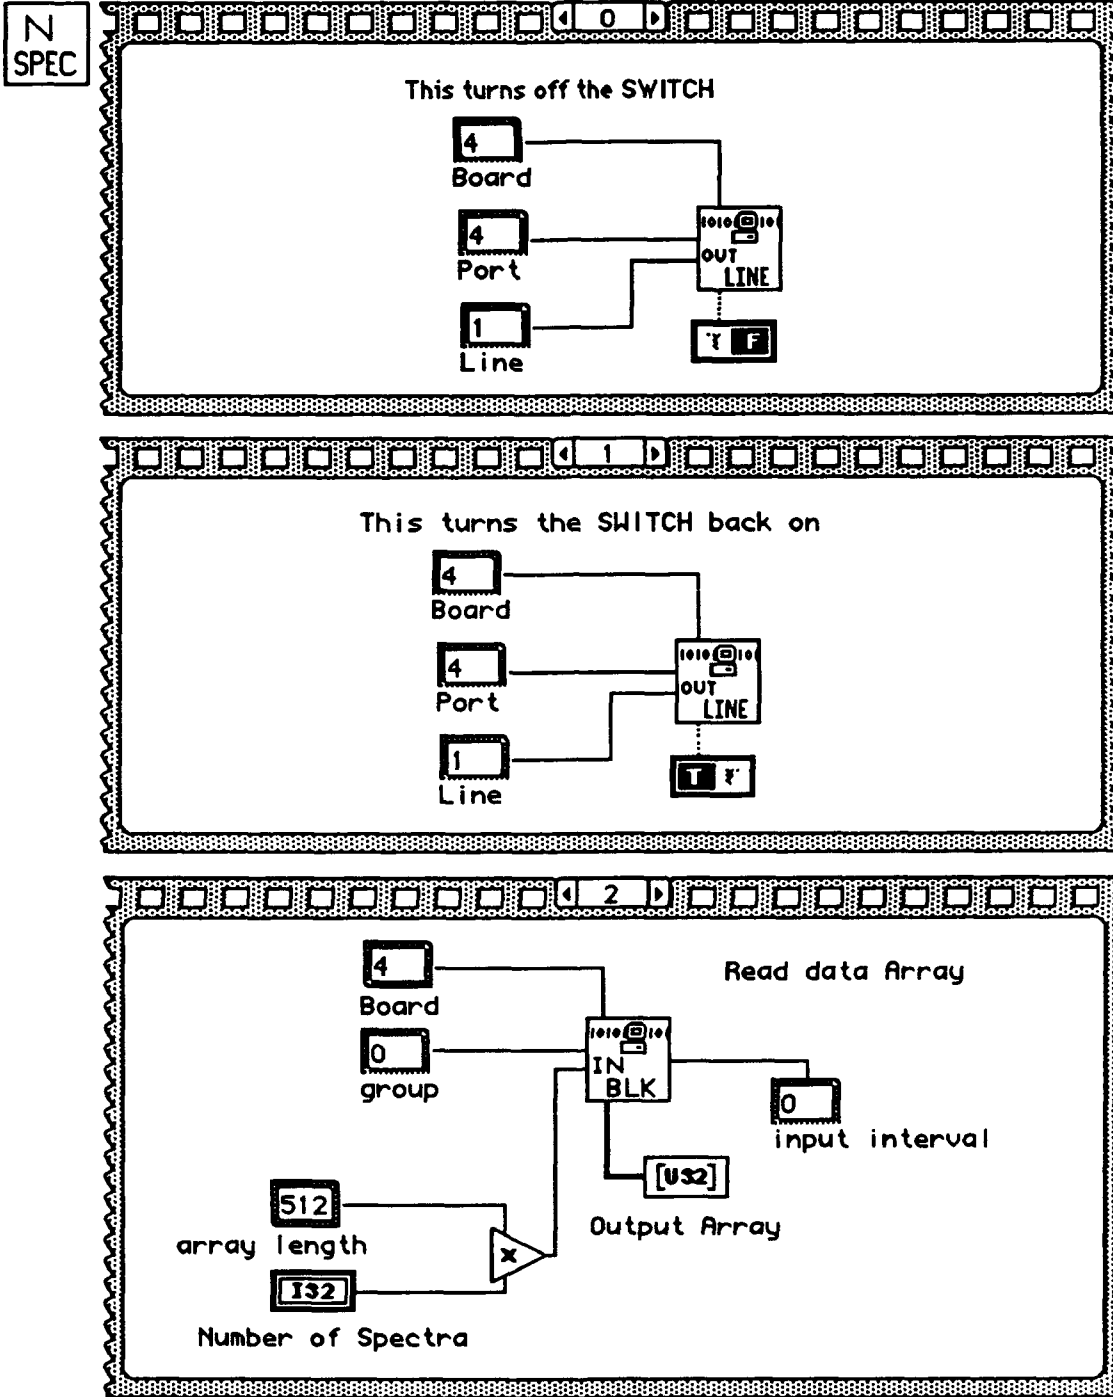 N
SPEC
0
This turns off the SWITCH
4
Board
4
Port
1
Line
OUT
LINE
F
1
This turns the SWITCH back on
4
Board
4
Port
1
Line
OUT
LINE
T
2
Read data Array
4
Board
0
group
IN
BLK
0
input interval
[U32]
Output Array
512
array length
x
I32
Number of Spectra